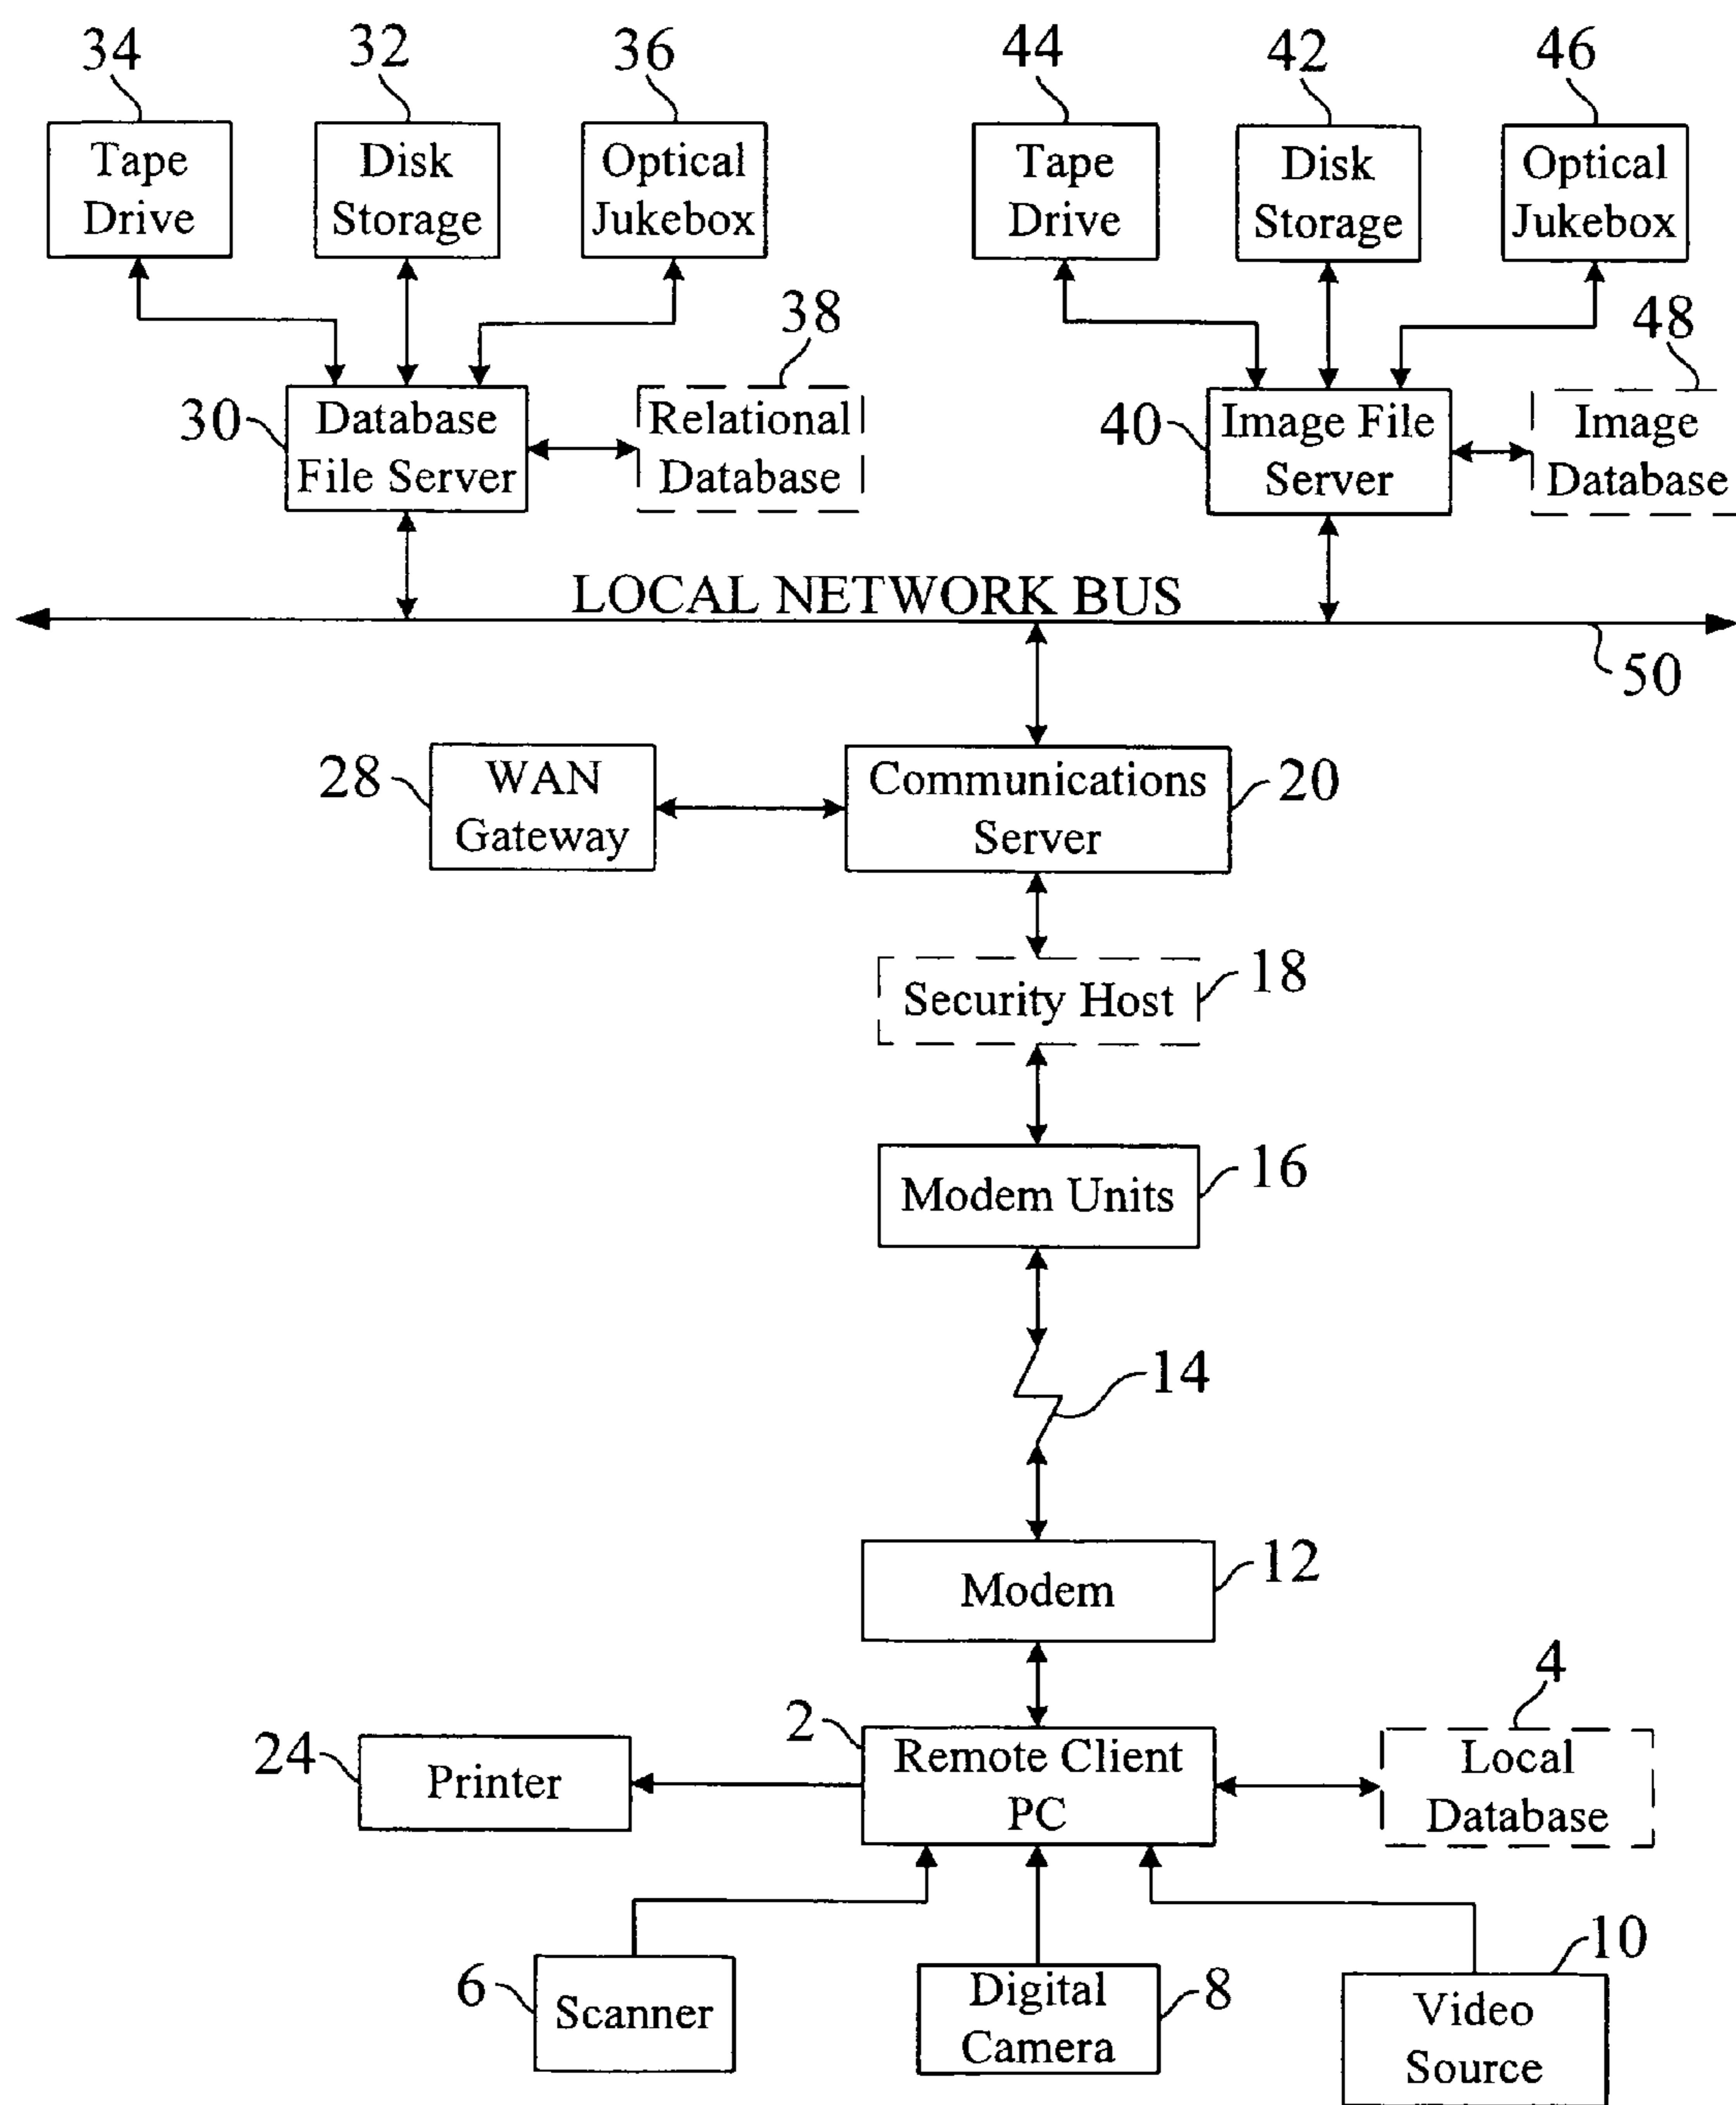 34
32
36
44
42
46
Tape
Drive
Disk
Storage
Optical
Jukebox
Tape
Drive
Disk
Storage
Optical
Jukebox
38
48
30
Database
File Server
Relational
Database
40
Image File
Server
Image
Database
LOCAL NETWORK BUS
50
28
WAN
Gateway
Communications
Server
20
Security Host
18
Modem Units
16
14
Modem
12
4
24
Printer
2
Remote Client
PC
Local
Database
6
Scanner
Digital
Camera
8
10
Video
Source